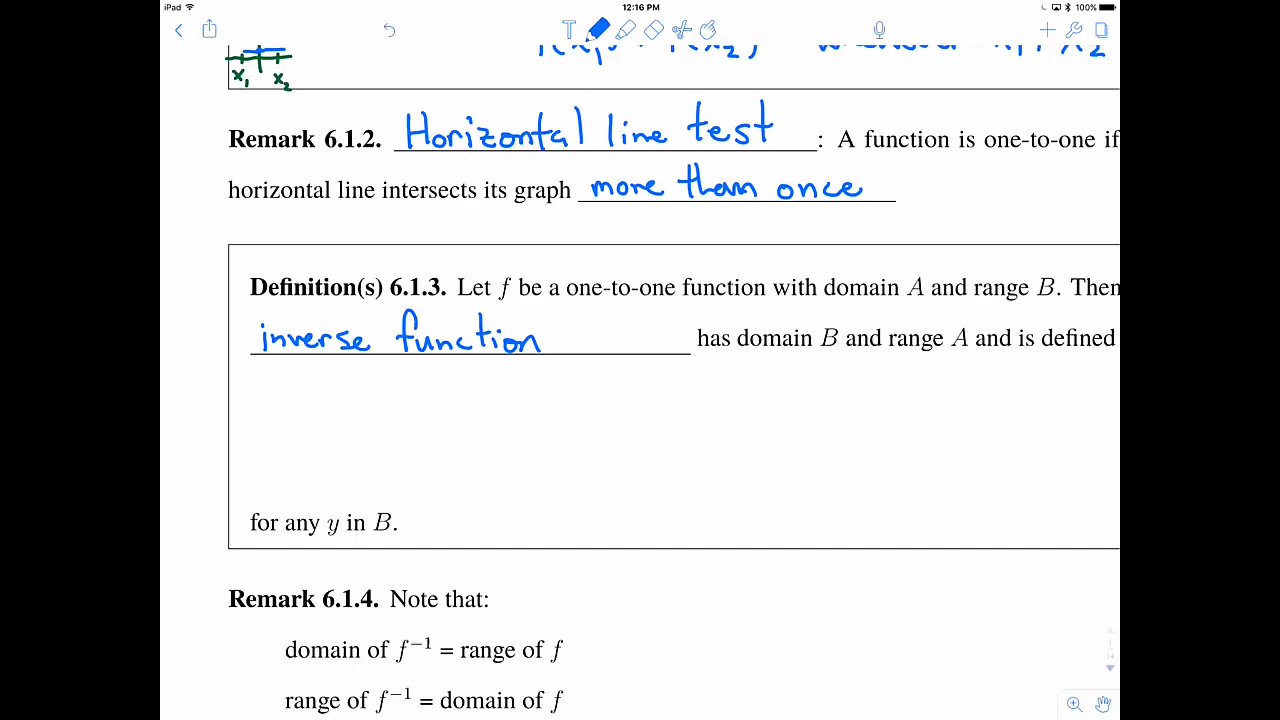 iPad 12:16 PM 100%
x₁ x₂
Remark 6.1.2. Horizontal line test : A function is one-to-one if
horizontal line intersects its graph more than once
Definition(s) 6.1.3. Let f be a one-to-one function with domain A and range B. Then
inverse function has domain B and range A and is defined
for any y in B.
Remark 6.1.4. Note that:
domain of f⁻¹ = range of f
range of f⁻¹ = domain of f